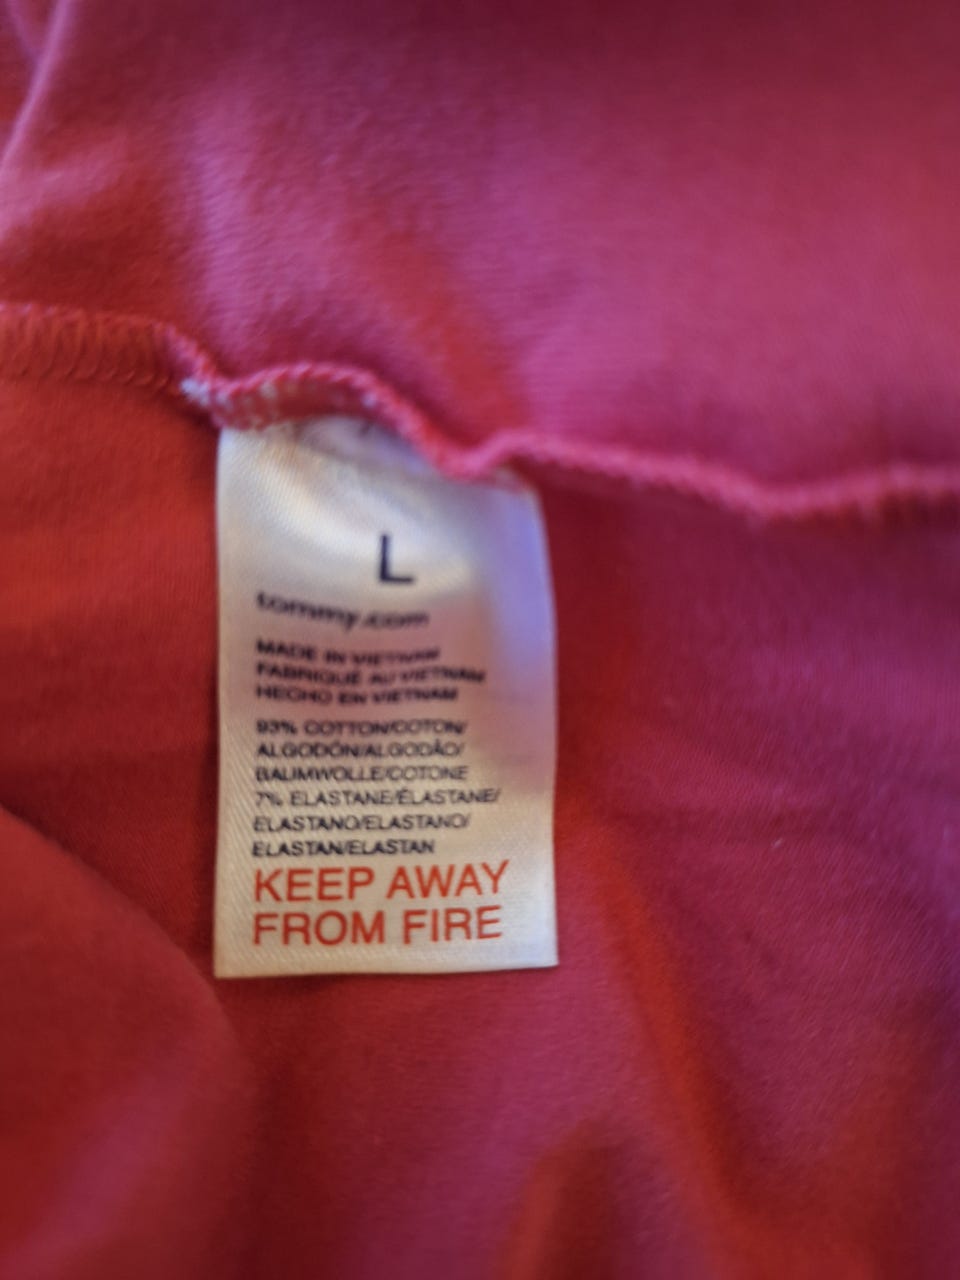 L
tommy.com
MADE IN VIETNAM
FABRIQUÉ AU VIETNAM
HECHO EN VIETNAM
93% COTTON/COTON/
ALGODÓN/ALGODÃO/
BAUMWOLLE/COTONE
7% ELASTANE/ÉLASTANE/
ELASTANO/ELASTANO/
ELASTAN/ELASTAN
KEEP AWAY
FROM FIRE